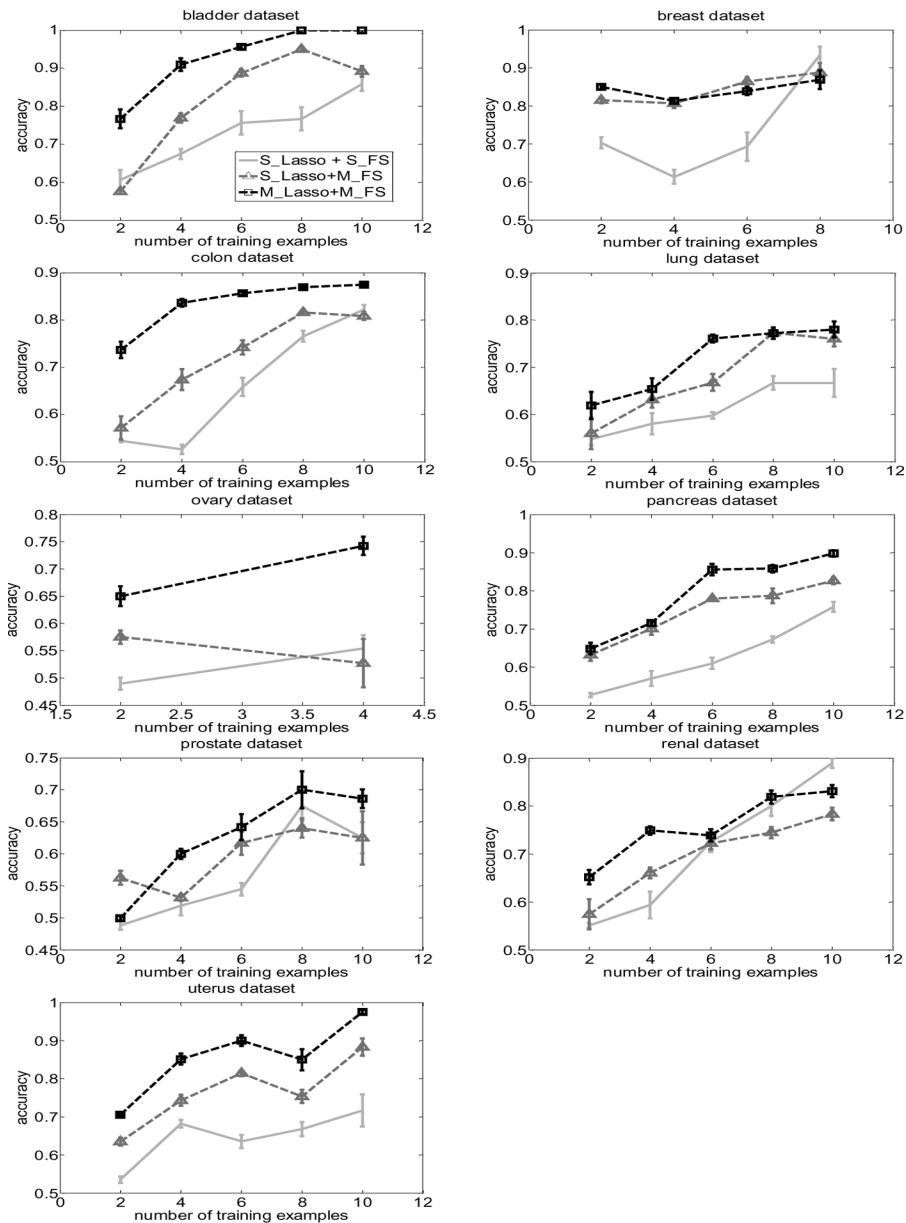 bladder dataset
1
0.9
0.8
0.7
0.6
0.5
accuracy
S_Lasso + S_FS
S_Lasso+M_FS
M_Lasso+M_FS
0 2 4 6 8 10 12
number of training examples
breast dataset
1
0.9
0.8
0.7
0.6
0.5
accuracy
0 2 4 6 8 10
number of training examples
colon dataset
0.9
0.8
0.7
0.6
0.5
accuracy
0 2 4 6 8 10 12
number of training examples
lung dataset
1
0.9
0.8
0.7
0.6
0.5
accuracy
0 2 4 6 8 10 12
number of training examples
ovary dataset
0.8
0.75
0.7
0.65
0.6
0.55
0.5
0.45
accuracy
1.5 2 2.5 3 3.5 4 4.5
number of training examples
pancreas dataset
1
0.9
0.8
0.7
0.6
0.5
accuracy
0 2 4 6 8 10 12
number of training examples
prostate dataset
0.75
0.7
0.65
0.6
0.55
0.5
0.45
accuracy
0 2 4 6 8 10 12
number of training examples
renal dataset
0.9
0.8
0.7
0.6
0.5
accuracy
0 2 4 6 8 10 12
number of training examples
uterus dataset
1
0.9
0.8
0.7
0.6
0.5
accuracy
0 2 4 6 8 10 12
number of training examples